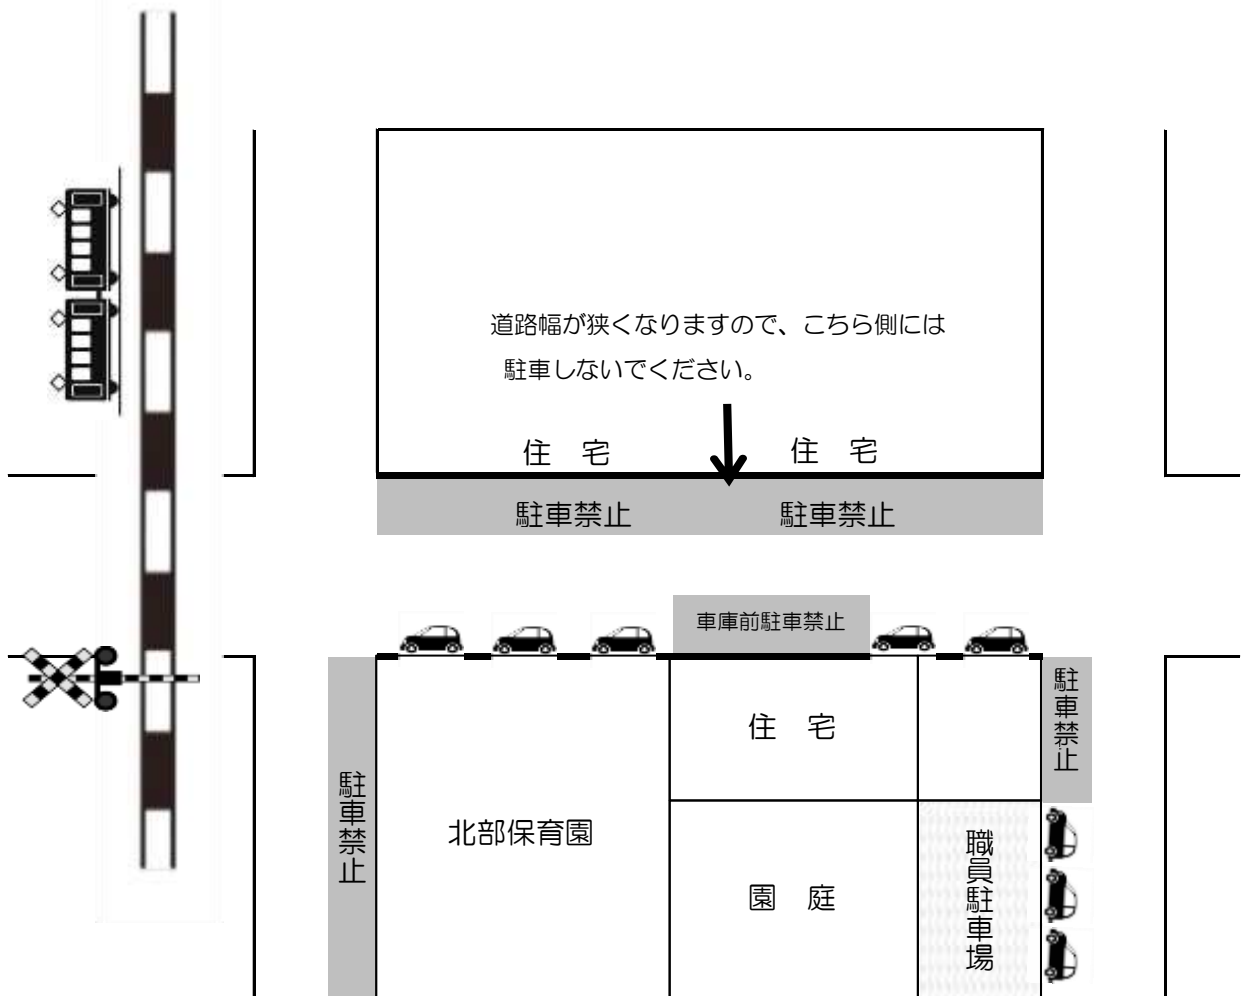 道路幅が狭くなりますので、こちら側には
駐車しないでください。
住　宅
住　宅
駐車禁止
駐車禁止
車庫前駐車禁止
駐車禁止
住　宅
駐車禁止
北部保育園
園　庭
職員駐車場